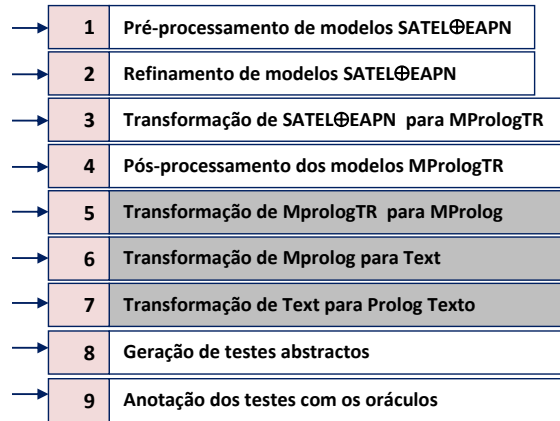 1 Pré-processamento de modelos SATEL⊕EAPN
2 Refinamento de modelos SATEL⊕EAPN
3 Transformação de SATEL⊕EAPN para MPrologTR
4 Pós-processamento dos modelos MPrologTR
5 Transformação de MprologTR para MProlog
6 Transformação de Mprolog para Text
7 Transformação de Text para Prolog Texto
8 Geração de testes abstractos
9 Anotação dos testes com os oráculos